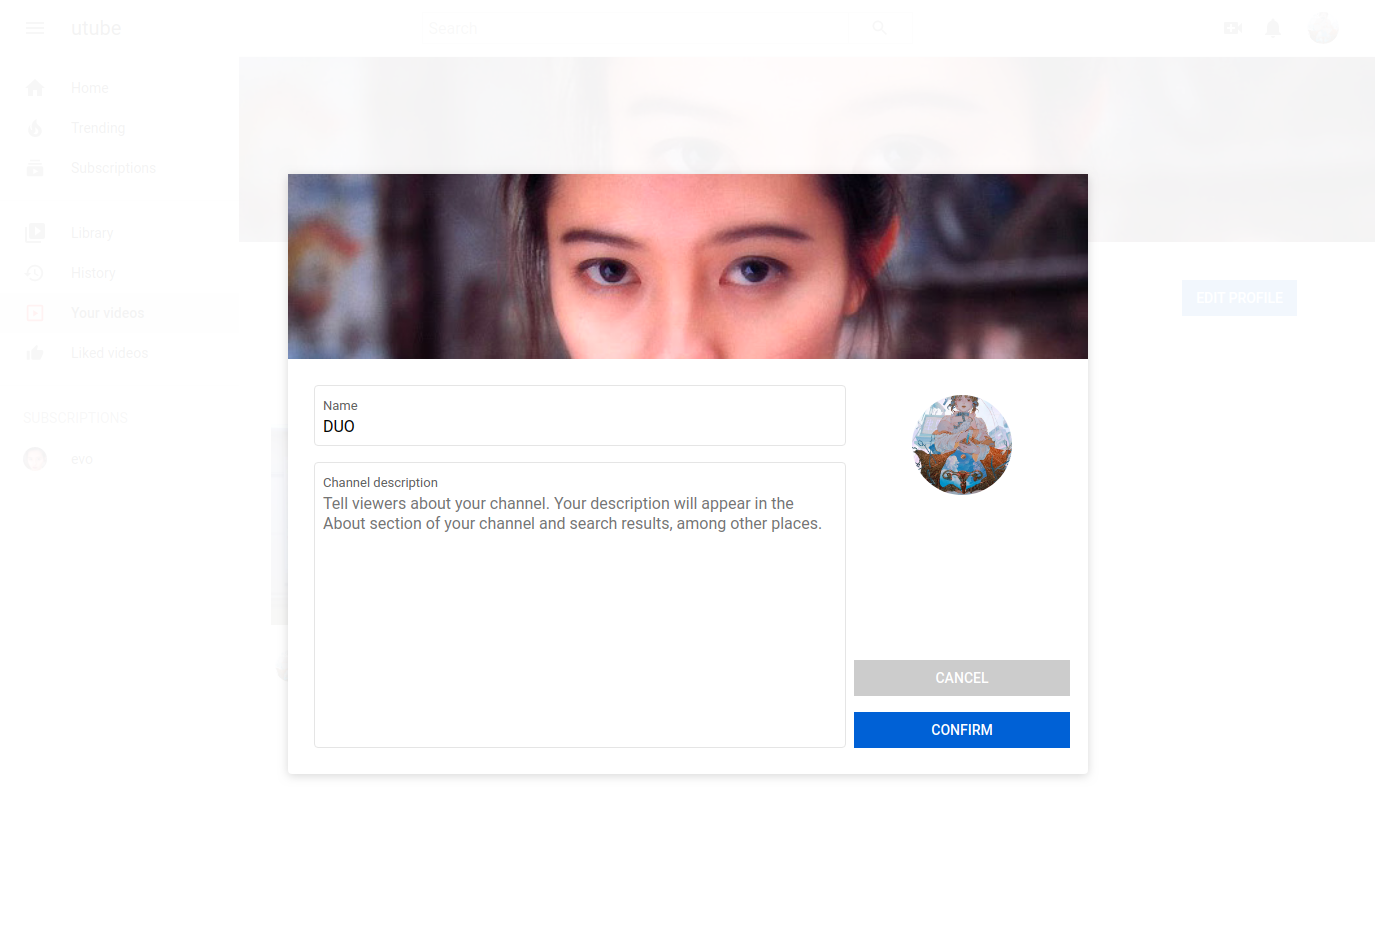 utube
Search
Home
Trending
Subscriptions
Library
History
Your videos
Liked videos
SUBSCRIPTIONS
evo
EDIT PROFILE
Name
DUO
Channel description
Tell viewers about your channel. Your description will appear in the
About section of your channel and search results, among other places.
CANCEL
CONFIRM